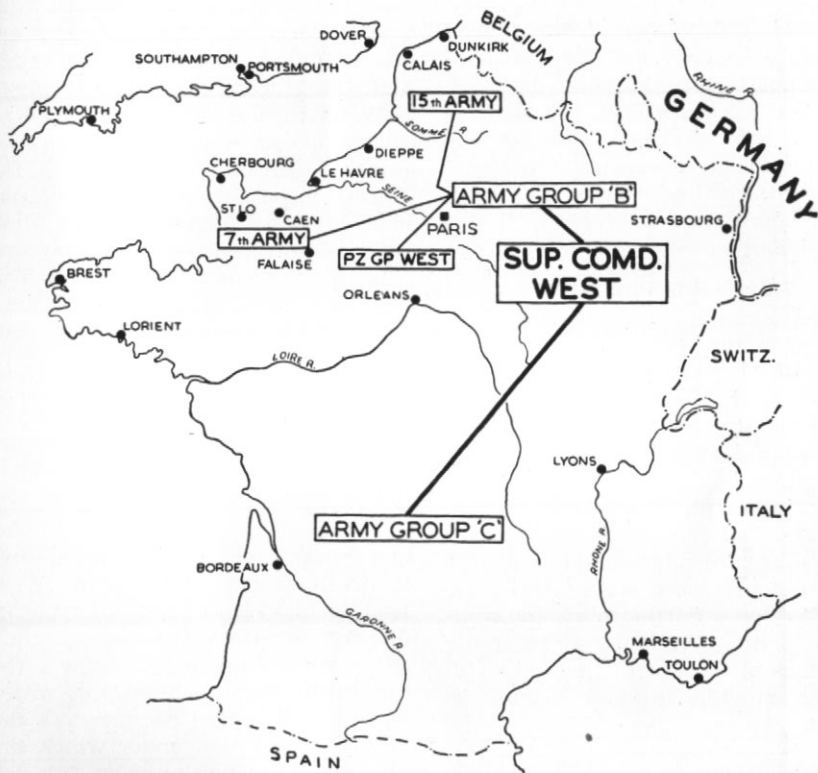 DOVER
DUNKIRK
BELGIUM
CALAIS
SOUTHAMPTON
PORTSMOUTH
RHINE R.
GERMANY
PLYMOUTH
15th ARMY
SOMME R.
DIEPPE
CHERBOURG
LE HAVRE
SEINE
ARMY GROUP 'B'
ST LO
CAEN
PARIS
STRASBOURG
7th ARMY
FALAISE
PZ GP WEST
SUP. COMD.
WEST
BREST
ORLEANS
LORIENT
LOIRE R.
SWITZ.
LYONS
ITALY
ARMY GROUP 'C'
RHONE R
BORDEAUX
GARONNE R
MARSEILLES
TOULON
SPAIN